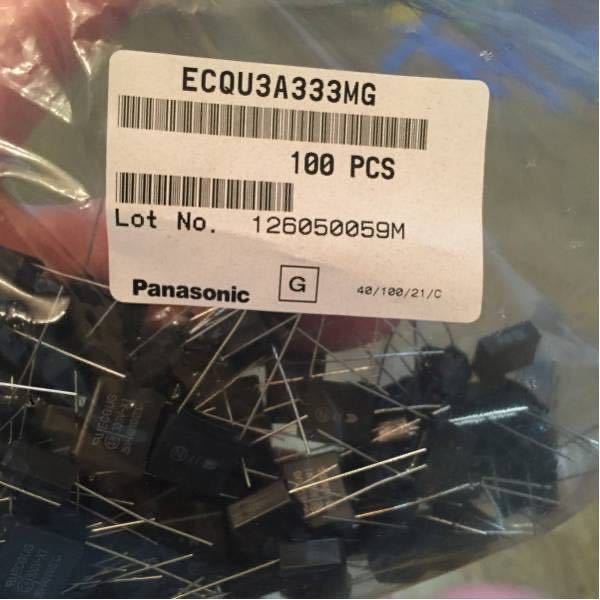 ECQU3A333MG
100 PCS
Lot No. 126050059M
Panasonic G 40/100/21/C